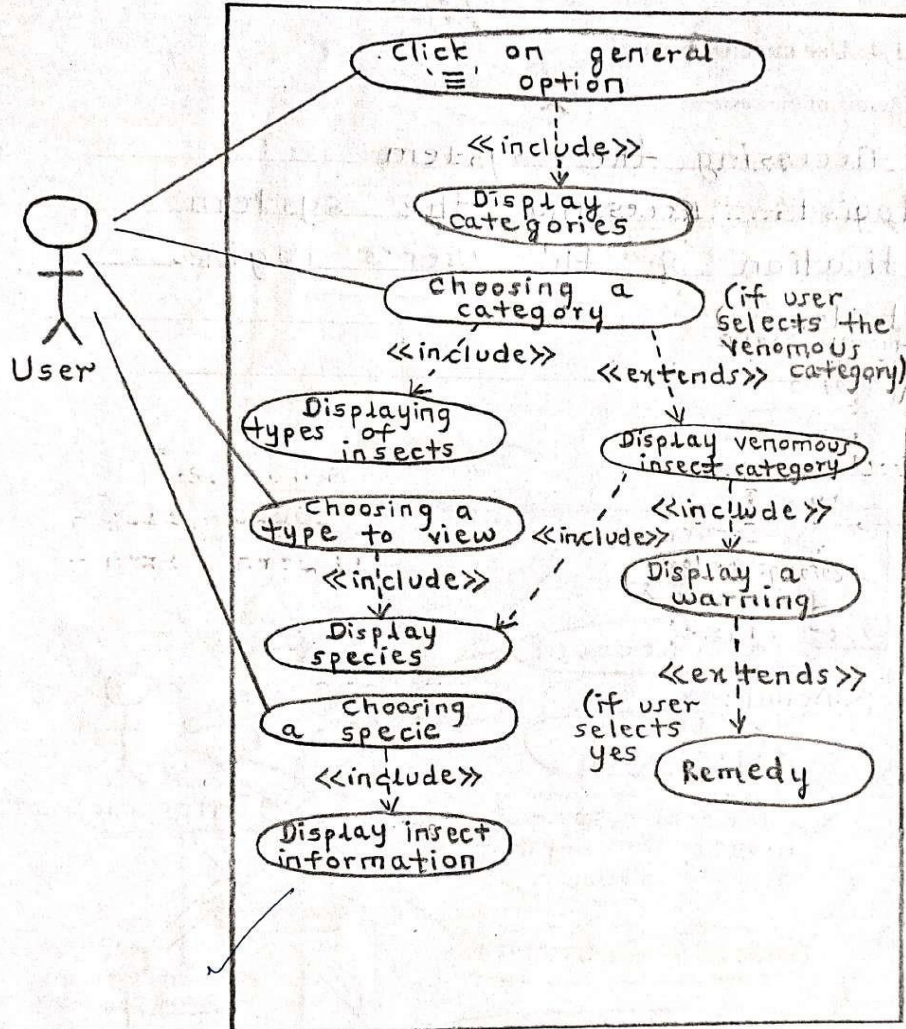 Click on general
'≡' option
<<include>>
Display
categories
User
Choosing a
category
(if user
selects the
venomous
category)
<<include>>
<<extends>>
Displaying
types of
insects
Display venomous
insect category
Choosing a
type to view
<<include>>
<<include>>
<<include>>
Display a
warning
Display
species
<<extends>>
(if user
selects
yes
Choosing
a specie
<<include>>
Remedy
Display insect
information